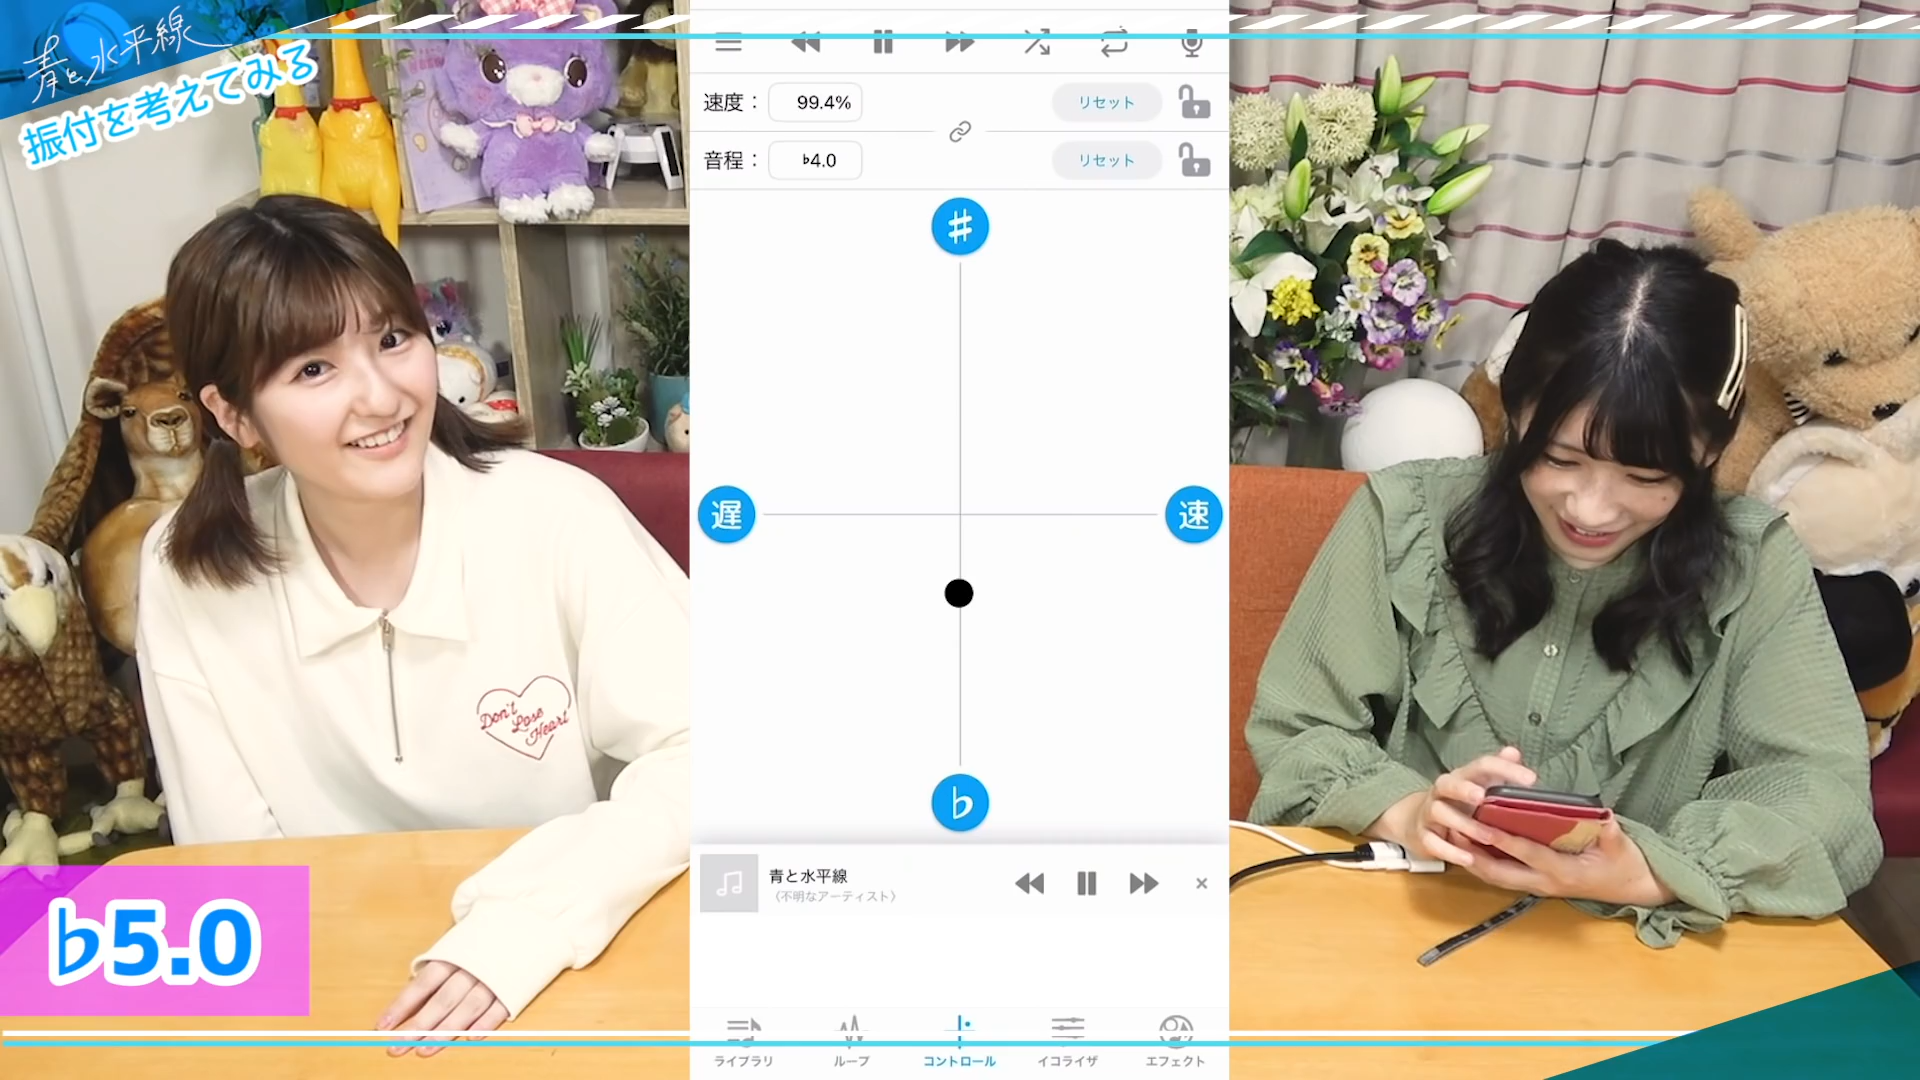 青と水平線
振付を考えてみる
速度： 99.4% リセット
音程： ♭4.0 リセット
♯
遅
速
♭
Don't
Lose
Heart
青と水平線
〈不明なアーティスト〉
♭5.0
ライブラリ ループ コントロール イコライザ エフェクト